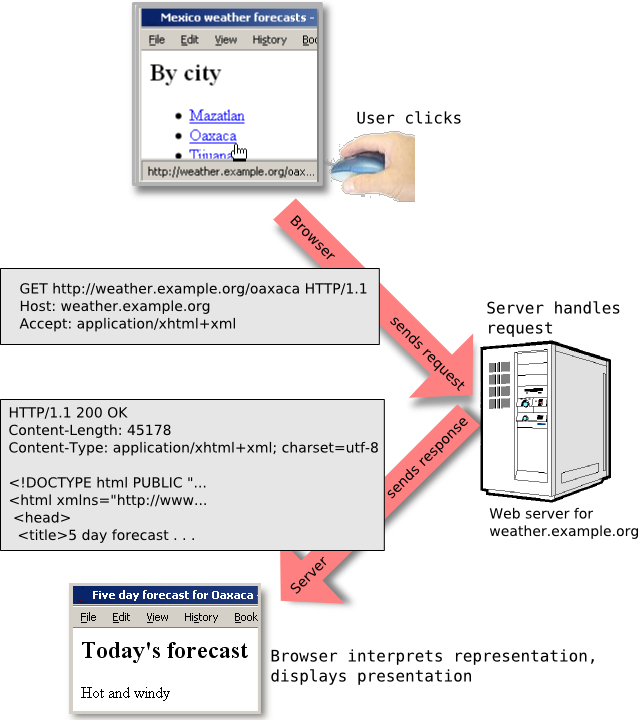 Mexico weather forecasts -
File Edit View History Boo
By city
Mazatlan
Oaxaca
Tijuana
http://weather.example.org/oax...
User clicks
Browser
sends request
GET http://weather.example.org/oaxaca HTTP/1.1
Host: weather.example.org
Accept: application/xhtml+xml
Server handles
request
Web server for
weather.example.org
HTTP/1.1 200 OK
Content-Length: 45178
Content-Type: application/xhtml+xml; charset=utf-8
<!DOCTYPE html PUBLIC "...
<html xmlns="http://www...
<head>
<title>5 day forecast . . .
Server
sends response
Five day forecast for Oaxaca -
File Edit View History Book
Today's forecast
Hot and windy
Browser interprets representation,
displays presentation